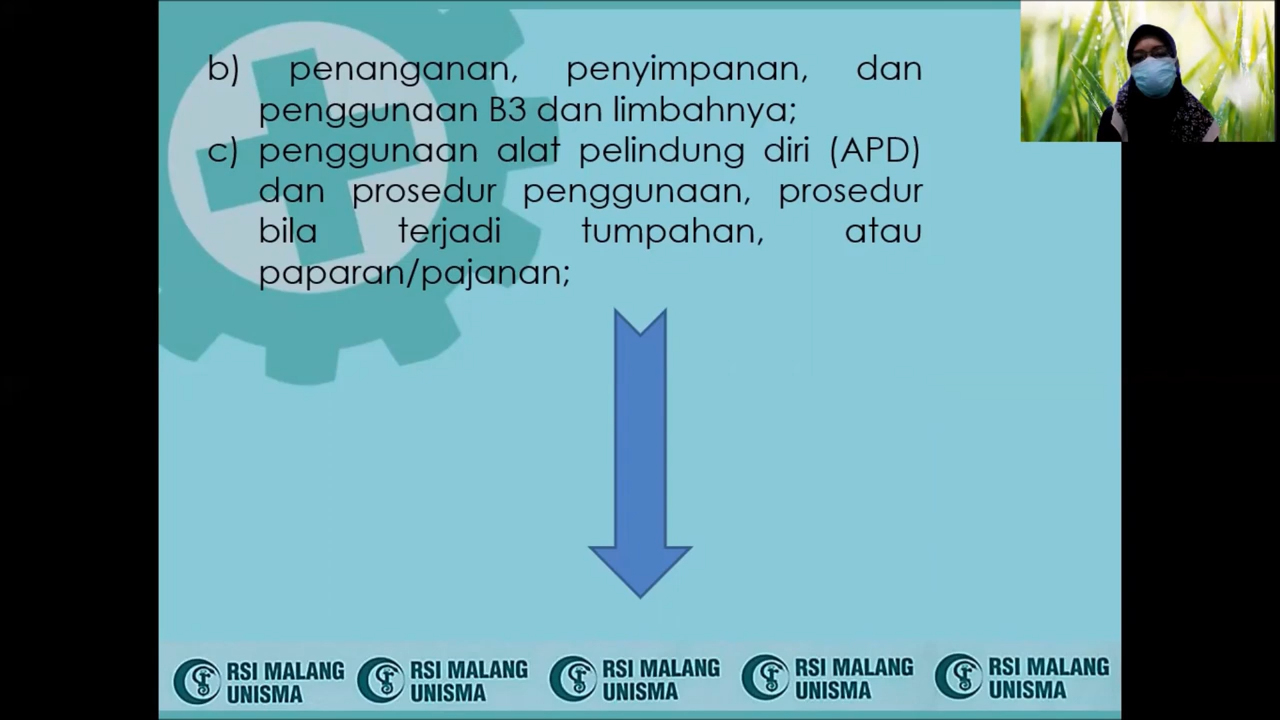 b) penanganan, penyimpanan, dan
penggunaan B3 dan limbahnya;
c) penggunaan alat pelindung diri (APD)
dan prosedur penggunaan, prosedur
bila terjadi tumpahan, atau
paparan/pajanan;
RSI MALANG
UNISMA
RSI MALANG
UNISMA
RSI MALANG
UNISMA
RSI MALANG
UNISMA
RSI MALANG
UNISMA